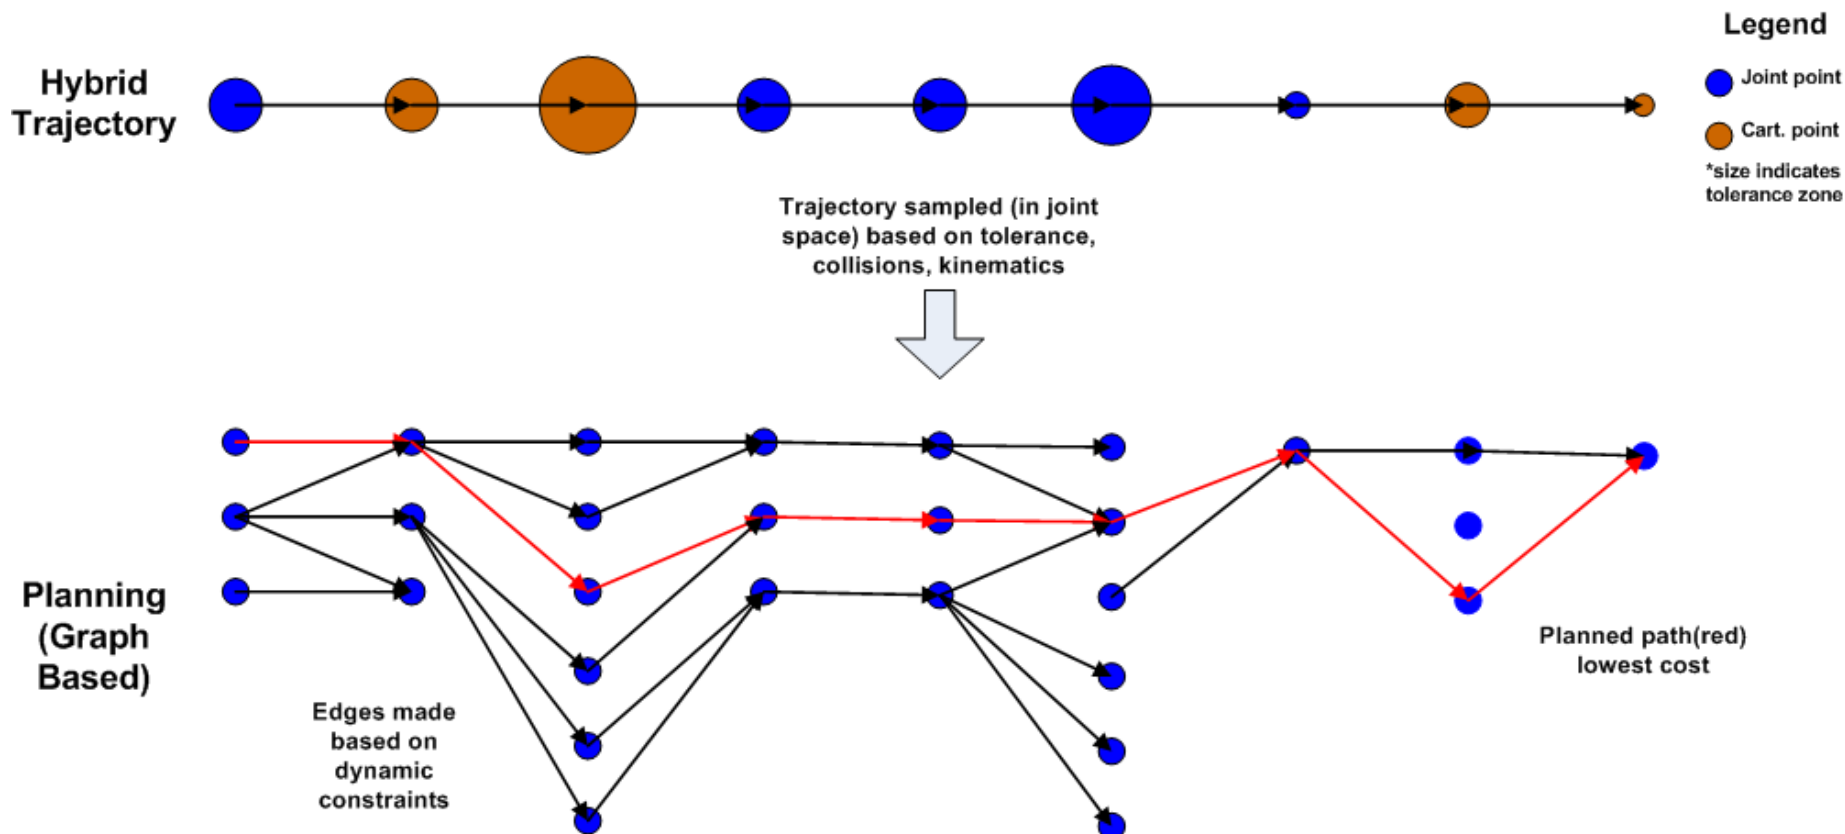 Legend
Hybrid
Trajectory
Joint point
Cart. point
*size indicates
tolerance zone
Trajectory sampled (in joint
space) based on tolerance,
collisions, kinematics
Planning
(Graph
Based)
Edges made
based on
dynamic
constraints
Planned path(red)
lowest cost